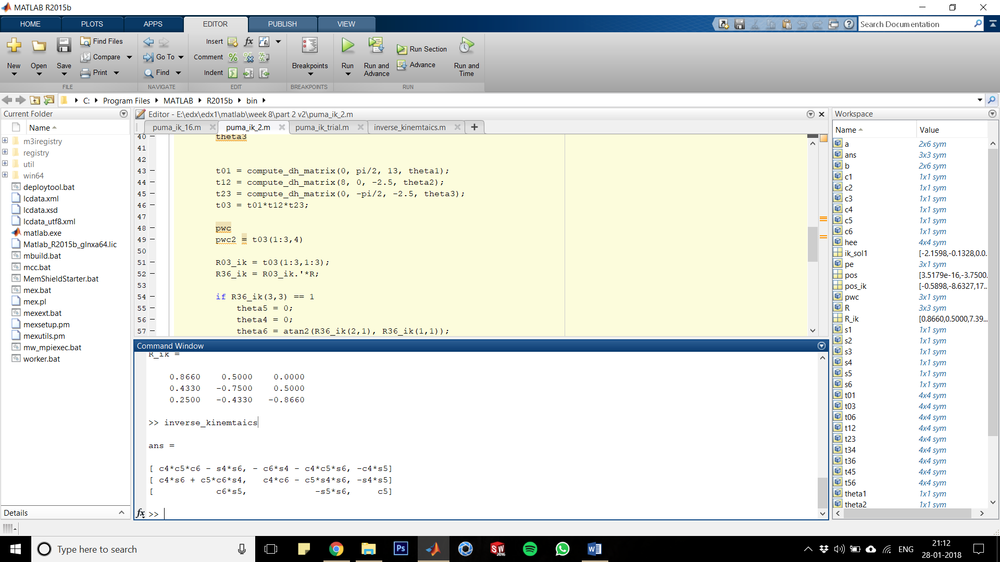 MATLAB R2015b
HOME PLOTS APPS EDITOR PUBLISH VIEW
Search Documentation
New Open Save
Find Files
Compare
Print
Go To
Find
Insert
Comment
Indent
Breakpoints
Run
Run and Advance
Run Section
Advance
Run and Time
FILE NAVIGATE EDIT BREAKPOINTS RUN
C: Program Files MATLAB R2015b bin
Current Folder
Name
m3iregistry
registry
util
win64
deploytool.bat
lcdata.xml
lcdata.xsd
lcdata_utf8.xml
matlab.exe
Matlab_R2015b_glnxa64.lic
mbuild.bat
mcc.bat
MemShieldStarter.bat
mex.bat
mex.pl
mexext.bat
mexsetup.pm
mexutils.pm
mw_mpiexec.bat
worker.bat
Details
Editor - E:\edx\edx1\matlab\week 8\part 2 v2\puma_ik_2.m
puma_ik_16.m puma_ik_2.m puma_ik_trial.m inverse_kinemtaics.m
40 theta3
41
42
43 t01 = compute_dh_matrix(0, pi/2, 13, theta1);
44 t12 = compute_dh_matrix(8, 0, -2.5, theta2);
45 t23 = compute_dh_matrix(0, -pi/2, -2.5, theta3);
46 t03 = t01*t12*t23;
47
48 pwc
49 pwc2 = t03(1:3,4)
50
51 R03_ik = t03(1:3,1:3);
52 R36_ik = R03_ik.'*R;
53
54 if R36_ik(3,3) == 1
55 theta5 = 0;
56 theta4 = 0;
57 theta6 = atan2(R36_ik(2,1), R36_ik(1,1));
Command Window
R_ik =
0.8660 0.5000 0.0000
0.4330 -0.7500 0.5000
0.2500 -0.4330 -0.8660
>> inverse_kinemtaics
ans =
[ c4*c5*c6 - s4*s6, - c6*s4 - c4*c5*s6, -c4*s5]
[ c4*s6 + c5*c6*s4, c4*c6 - c5*s4*s6, -s4*s5]
[ c6*s5, -s5*s6, c5]
fx >>
Workspace
Name Value
a 2x6 sym
ans 3x3 sym
b 2x6 sym
c1 1x1 sym
c2 1x1 sym
c3 1x1 sym
c4 1x1 sym
c5 1x1 sym
c6 1x1 sym
hee 4x4 sym
ik_sol1 [-2.1598,-0.1328,0.0...
pe 3x1 sym
pos [3.5179e-16,-3.7500...
pos_ik [-0.5898,-8.6327,17...
pwc 3x1 sym
R 3x3 sym
R_ik [0.8660,0.5000,7.39...
s1 1x1 sym
s2 1x1 sym
s3 1x1 sym
s4 1x1 sym
s5 1x1 sym
s6 1x1 sym
t01 4x4 sym
t03 4x4 sym
t06 4x4 sym
t12 4x4 sym
t23 4x4 sym
t34 4x4 sym
t36 4x4 sym
t45 4x4 sym
t56 4x4 sym
theta1 1x1 sym
theta2 1x1 sym
Type here to search
Ps
SW 2016
ENG
21:12
28-01-2018